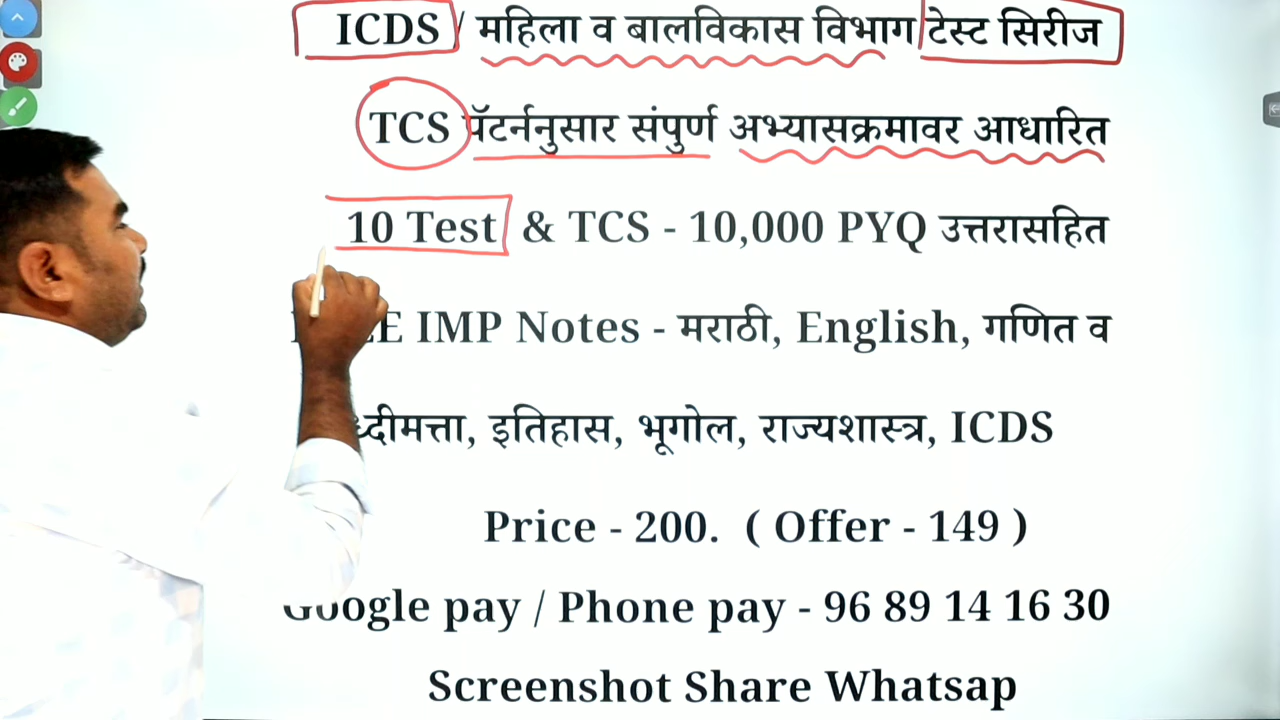 ICDS / महिला व बालविकास विभाग टेस्ट सिरीज
TCS पॅटर्ननुसार संपुर्ण अभ्यासक्रमावर आधारित
10 Test & TCS - 10,000 PYQ उत्तरासहित
IMP Notes - मराठी, English, गणित व
इतिहास, भूगोल, राज्यशास्त्र, ICDS
Price - 200. ( Offer - 149 )
Google pay / Phone pay - 96 89 14 16 30
Screenshot Share Whatsap